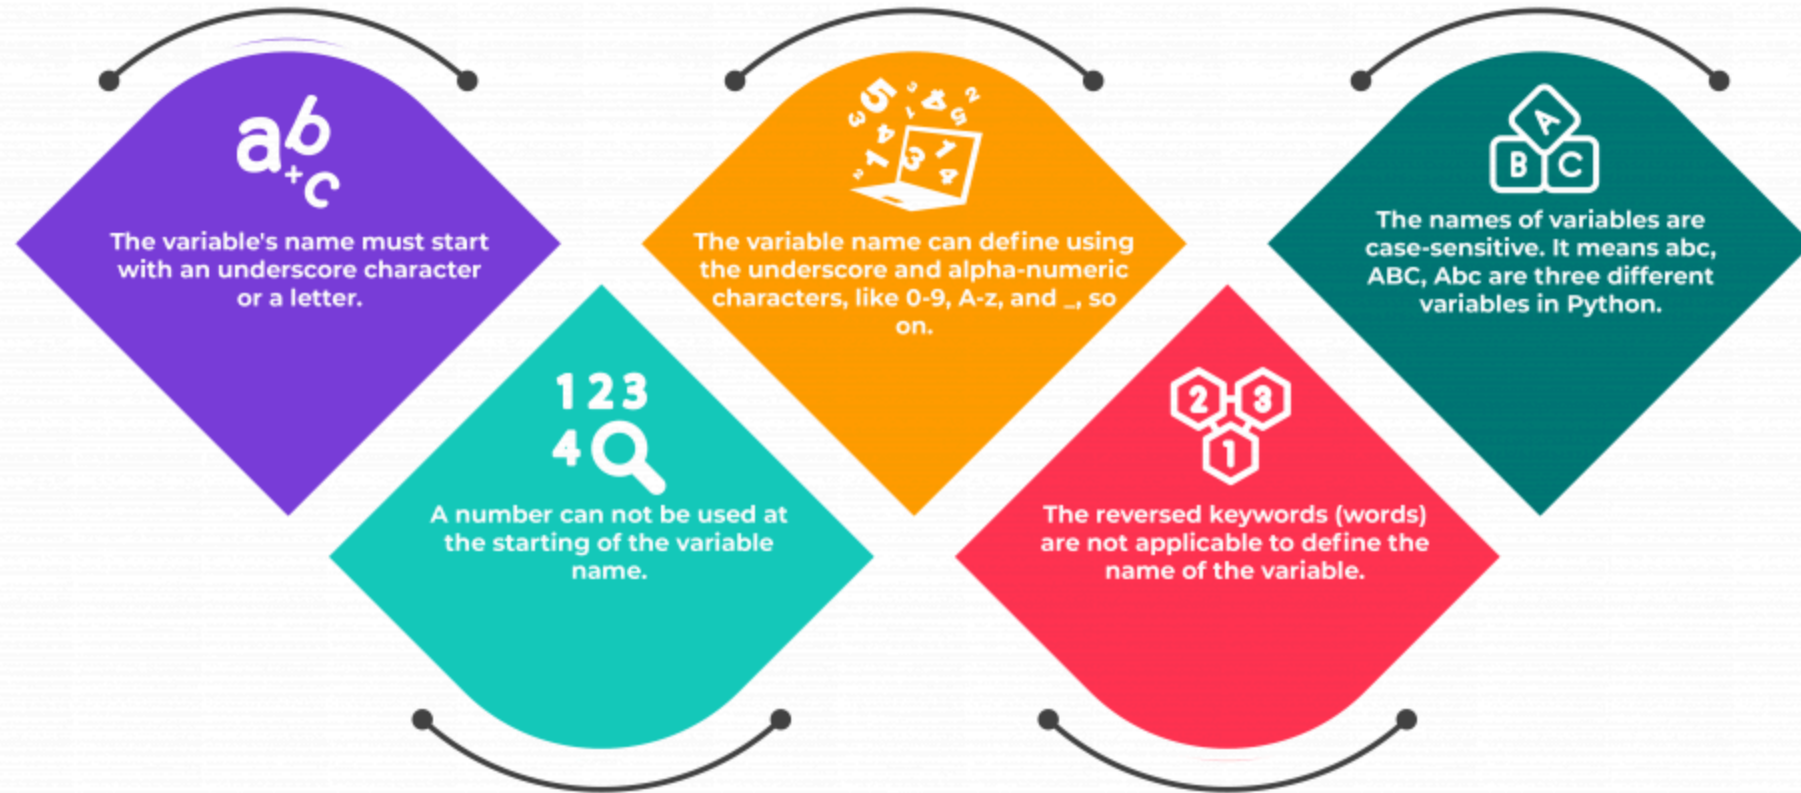 The variable's name must start
with an underscore character
or a letter.
1 2 3
4
A number can not be used at
the starting of the variable
name.
The variable name can define using
the underscore and alpha-numeric
characters, like 0-9, A-z, and _, so
on.
2 3
1
The reversed keywords (words)
are not applicable to define the
name of the variable.
A
B C
The names of variables are
case-sensitive. It means abc,
ABC, Abc are three different
variables in Python.